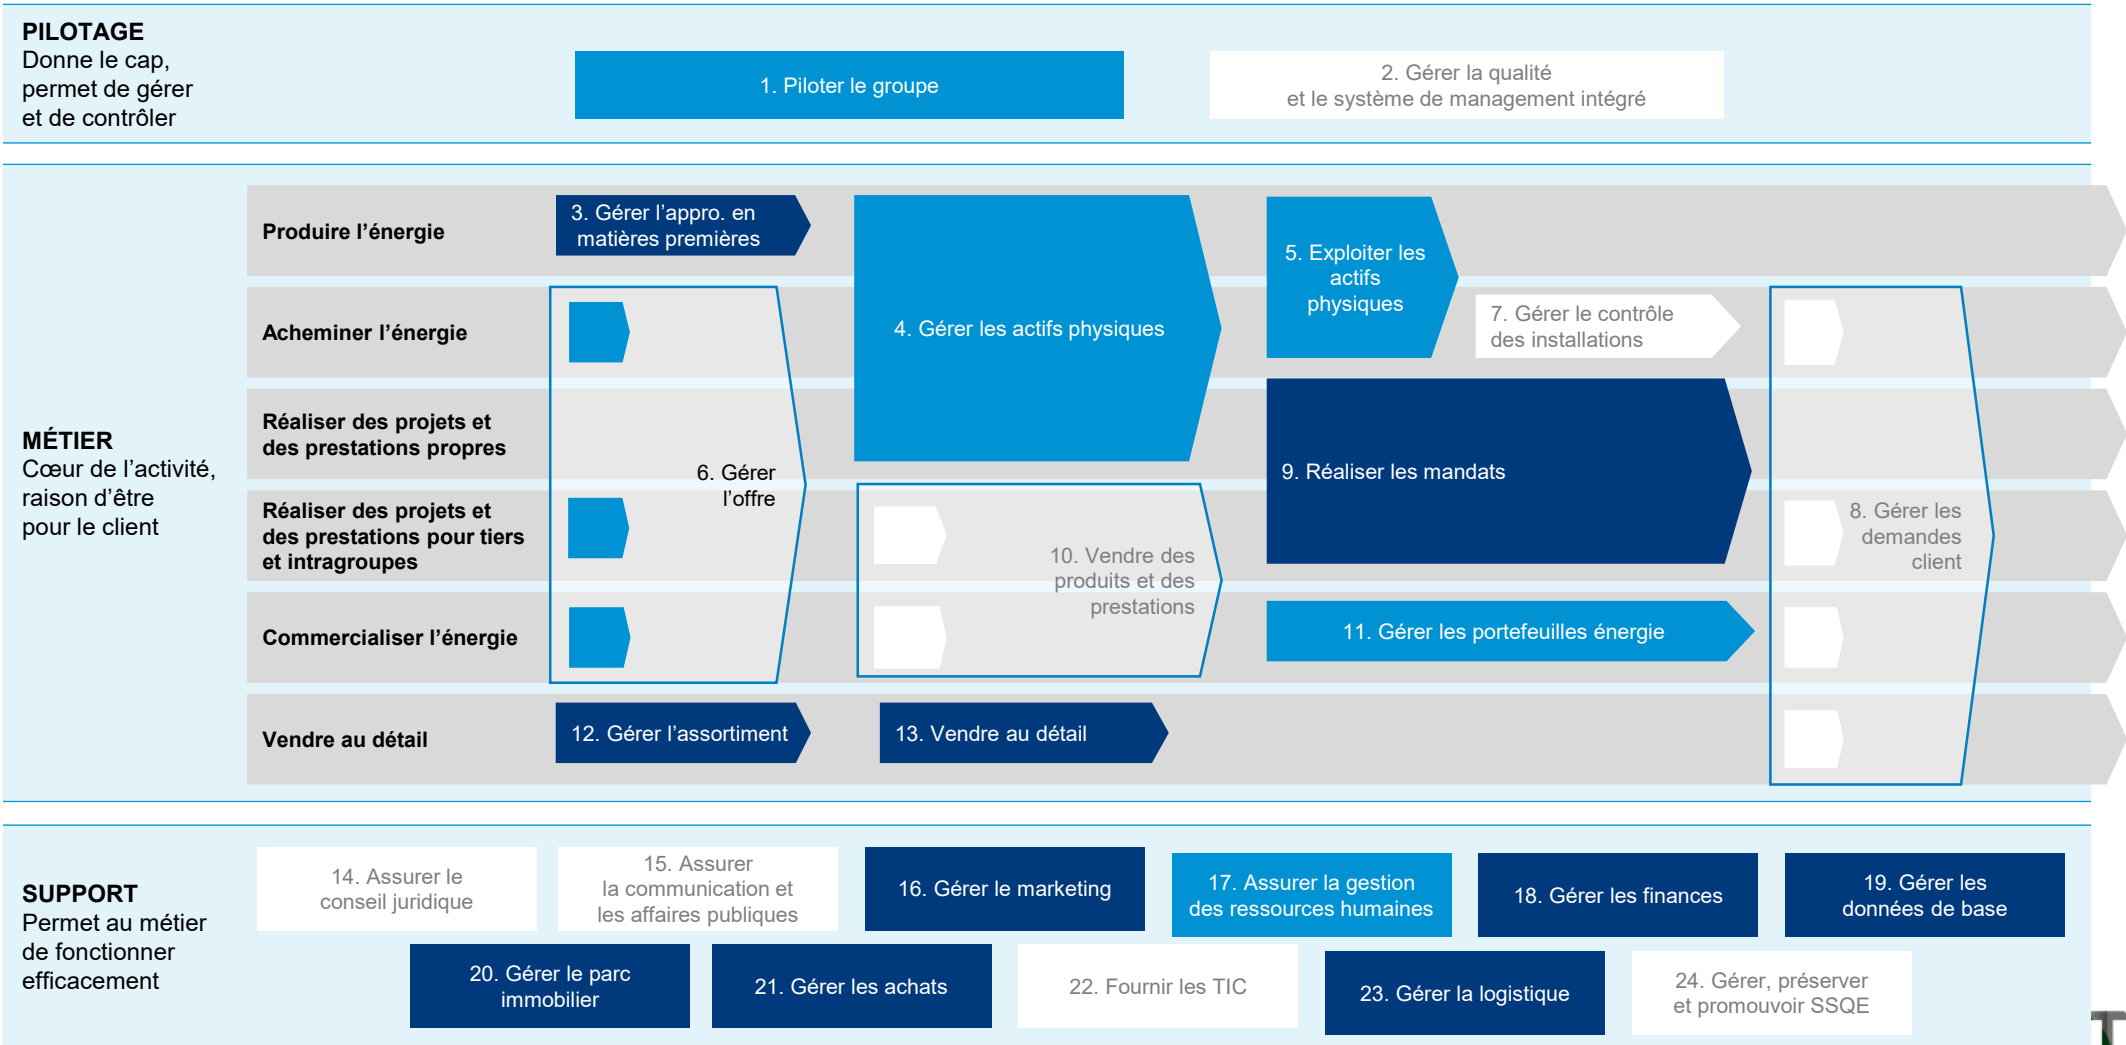 PILOTAGE
Donne le cap,
permet de gérer
et de contrôler
1. Piloter le groupe
2. Gérer la qualité
et le système de management intégré
MÉTIER
Cœur de l’activité,
raison d’être
pour le client
Produire l’énergie
3. Gérer l’appro. en
matières premières
4. Gérer les actifs physiques
5. Exploiter les
actifs
physiques
Acheminer l’énergie
7. Gérer le contrôle
des installations
Réaliser des projets et
des prestations propres
6. Gérer
l’offre
9. Réaliser les mandats
Réaliser des projets et
des prestations pour tiers
et intragroupes
10. Vendre des
produits et des
prestations
8. Gérer les
demandes
client
Commercialiser l’énergie
11. Gérer les portefeuilles énergie
Vendre au détail
12. Gérer l’assortiment
13. Vendre au détail
SUPPORT
Permet au métier
de fonctionner
efficacement
14. Assurer le
conseil juridique
15. Assurer
la communication et
les affaires publiques
16. Gérer le marketing
17. Assurer la gestion
des ressources humaines
18. Gérer les finances
19. Gérer les
données de base
20. Gérer le parc
immobilier
21. Gérer les achats
22. Fournir les TIC
23. Gérer la logistique
24. Gérer, préserver
et promouvoir SSQE